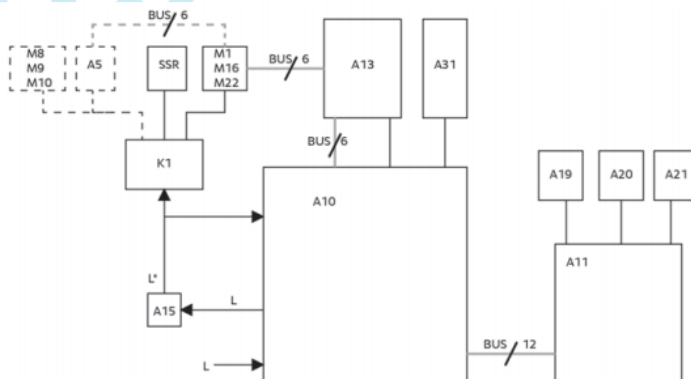 BUS 6
M8
M9
M10
A5
SSR
M1
M16
M22
BUS 6
A13
A31
BUS 6
K1
A19
A20
A21
A10
L*
A11
A15
L
BUS 12
L